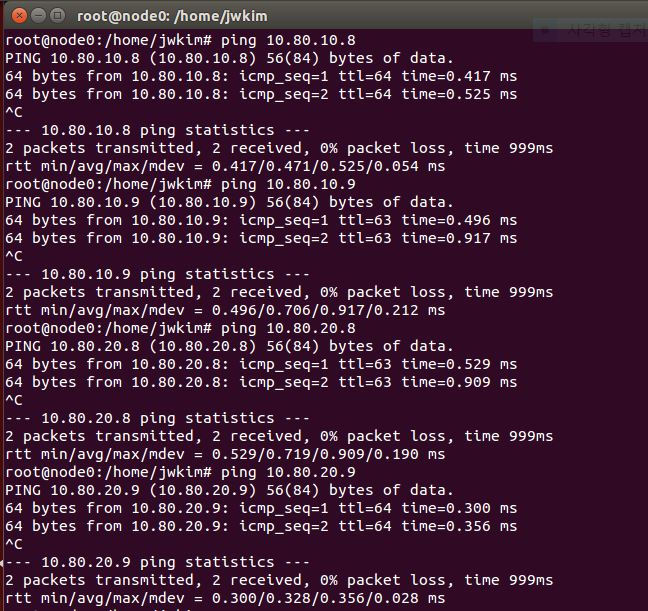 root@node0: /home/jwkim
사각형 캡처
root@node0:/home/jwkim# ping 10.80.10.8
PING 10.80.10.8 (10.80.10.8) 56(84) bytes of data.
64 bytes from 10.80.10.8: icmp_seq=1 ttl=64 time=0.417 ms
64 bytes from 10.80.10.8: icmp_seq=2 ttl=64 time=0.525 ms
^C
--- 10.80.10.8 ping statistics ---
2 packets transmitted, 2 received, 0% packet loss, time 999ms
rtt min/avg/max/mdev = 0.417/0.471/0.525/0.054 ms
root@node0:/home/jwkim# ping 10.80.10.9
PING 10.80.10.9 (10.80.10.9) 56(84) bytes of data.
64 bytes from 10.80.10.9: icmp_seq=1 ttl=63 time=0.496 ms
64 bytes from 10.80.10.9: icmp_seq=2 ttl=63 time=0.917 ms
^C
--- 10.80.10.9 ping statistics ---
2 packets transmitted, 2 received, 0% packet loss, time 999ms
rtt min/avg/max/mdev = 0.496/0.706/0.917/0.212 ms
root@node0:/home/jwkim# ping 10.80.20.8
PING 10.80.20.8 (10.80.20.8) 56(84) bytes of data.
64 bytes from 10.80.20.8: icmp_seq=1 ttl=63 time=0.529 ms
64 bytes from 10.80.20.8: icmp_seq=2 ttl=63 time=0.909 ms
^C
--- 10.80.20.8 ping statistics ---
2 packets transmitted, 2 received, 0% packet loss, time 999ms
rtt min/avg/max/mdev = 0.529/0.719/0.909/0.190 ms
root@node0:/home/jwkim# ping 10.80.20.9
PING 10.80.20.9 (10.80.20.9) 56(84) bytes of data.
64 bytes from 10.80.20.9: icmp_seq=1 ttl=64 time=0.300 ms
64 bytes from 10.80.20.9: icmp_seq=2 ttl=64 time=0.356 ms
^C
--- 10.80.20.9 ping statistics ---
2 packets transmitted, 2 received, 0% packet loss, time 999ms
rtt min/avg/max/mdev = 0.300/0.328/0.356/0.028 ms